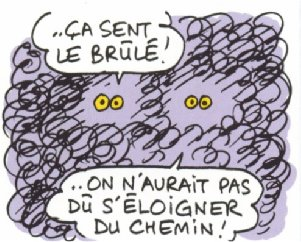 ..ÇA SENT
LE BRÛLÉ!
..ON N'AURAIT PAS
DÛ S'ÉLOIGNER
DU CHEMIN!